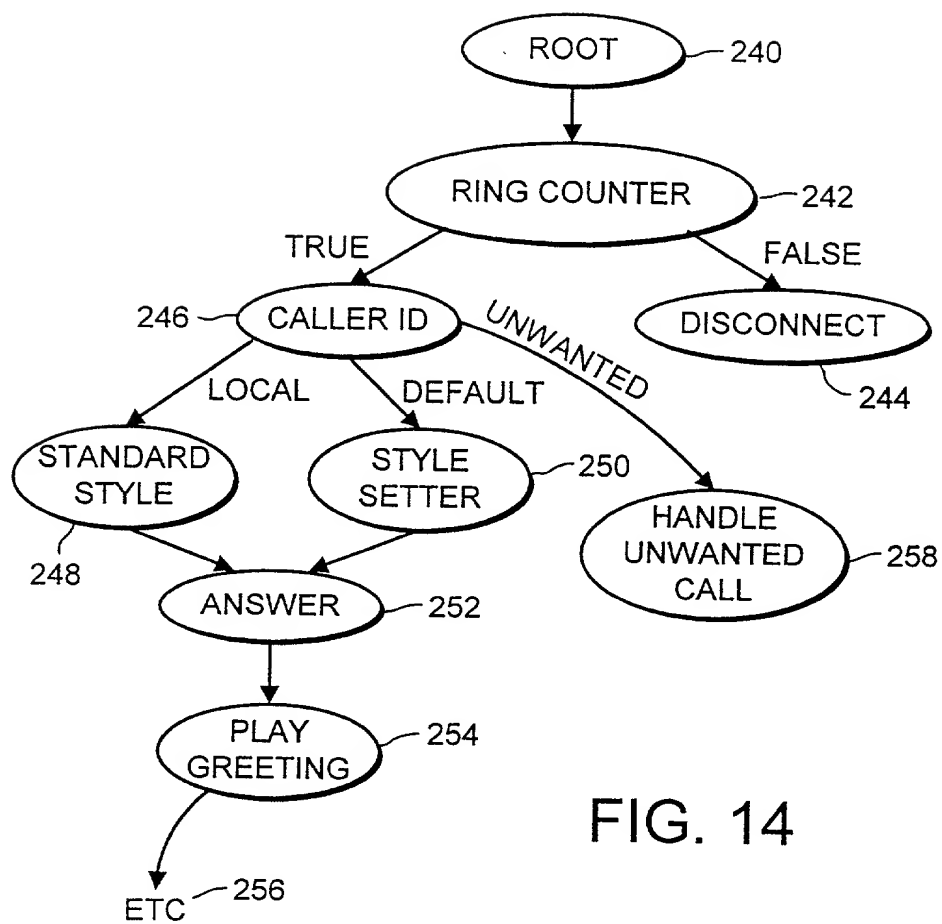 ROOT
240
RING COUNTER
242
TRUE
FALSE
246
CALLER ID
UNWANTED
DISCONNECT
244
LOCAL
DEFAULT
STANDARD
STYLE
248
STYLE
SETTER
250
HANDLE
UNWANTED
CALL
258
ANSWER
252
PLAY
GREETING
254
FIG. 14
ETC
256